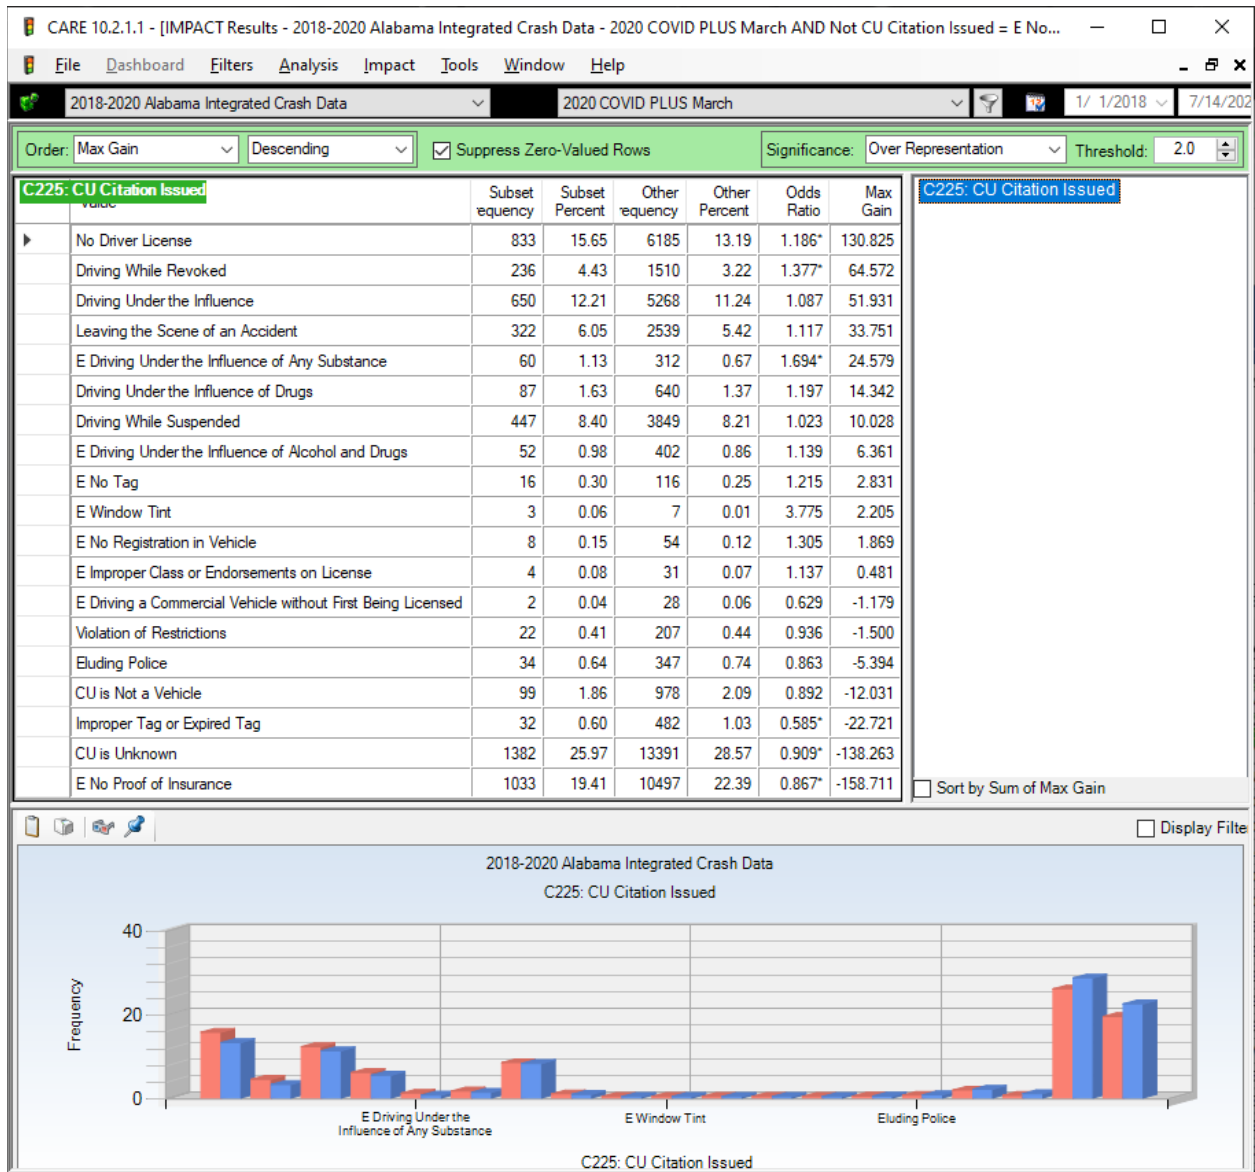 CARE 10.2.1.1 - [IMPACT Results - 2018-2020 Alabama Integrated Crash Data - 2020 COVID PLUS March AND Not CU Citation Issued = E No...
File Dashboard Filters Analysis Impact Tools Window Help
2018-2020 Alabama Integrated Crash Data 2020 COVID PLUS March 1/ 1/2018 7/14/202
Order: Max Gain Descending Suppress Zero-Valued Rows Significance: Over Representation Threshold: 2.0
C225: CU Citation Issued Subset Subset Other Other Odds Max C225: CU Citation Issued
Value equency Percent equency Percent Ratio Gain
No Driver License 833 15.65 6185 13.19 1.186* 130.825
Driving While Revoked 236 4.43 1510 3.22 1.377* 64.572
Driving Under the Influence 650 12.21 5268 11.24 1.087 51.931
Leaving the Scene of an Accident 322 6.05 2539 5.42 1.117 33.751
E Driving Under the Influence of Any Substance 60 1.13 312 0.67 1.694* 24.579
Driving Under the Influence of Drugs 87 1.63 640 1.37 1.197 14.342
Driving While Suspended 447 8.40 3849 8.21 1.023 10.028
E Driving Under the Influence of Alcohol and Drugs 52 0.98 402 0.86 1.139 6.361
E No Tag 16 0.30 116 0.25 1.215 2.831
E Window Tint 3 0.06 7 0.01 3.775 2.205
E No Registration in Vehicle 8 0.15 54 0.12 1.305 1.869
E Improper Class or Endorsements on License 4 0.08 31 0.07 1.137 0.481
E Driving a Commercial Vehicle without First Being Licensed 2 0.04 28 0.06 0.629 -1.179
Violation of Restrictions 22 0.41 207 0.44 0.936 -1.500
Eluding Police 34 0.64 347 0.74 0.863 -5.394
CU is Not a Vehicle 99 1.86 978 2.09 0.892 -12.031
Improper Tag or Expired Tag 32 0.60 482 1.03 0.585* -22.721
CU is Unknown 1382 25.97 13391 28.57 0.909* -138.263
E No Proof of Insurance 1033 19.41 10497 22.39 0.867* -158.711
Sort by Sum of Max Gain
Display Filte
2018-2020 Alabama Integrated Crash Data
C225: CU Citation Issued
40
20
0
Frequency
E Driving Under the
Influence of Any Substance
E Window Tint
Eluding Police
C225: CU Citation Issued